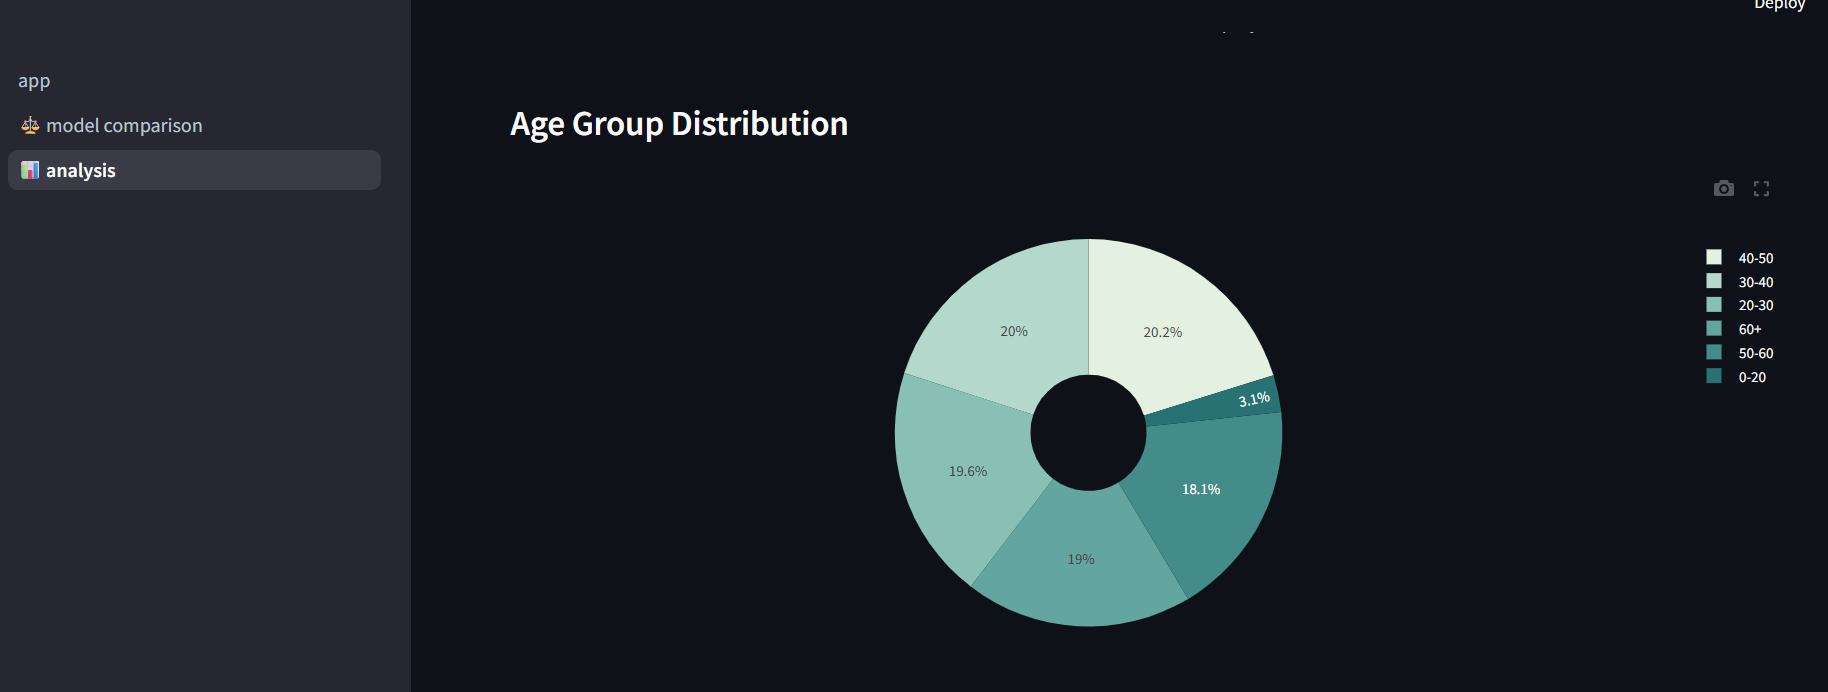 Deploy
app
model comparison
analysis
Age Group Distribution
40-50
30-40
20-30
60+
50-60
0-20
20%
20.2%
3.1%
19.6%
18.1%
19%